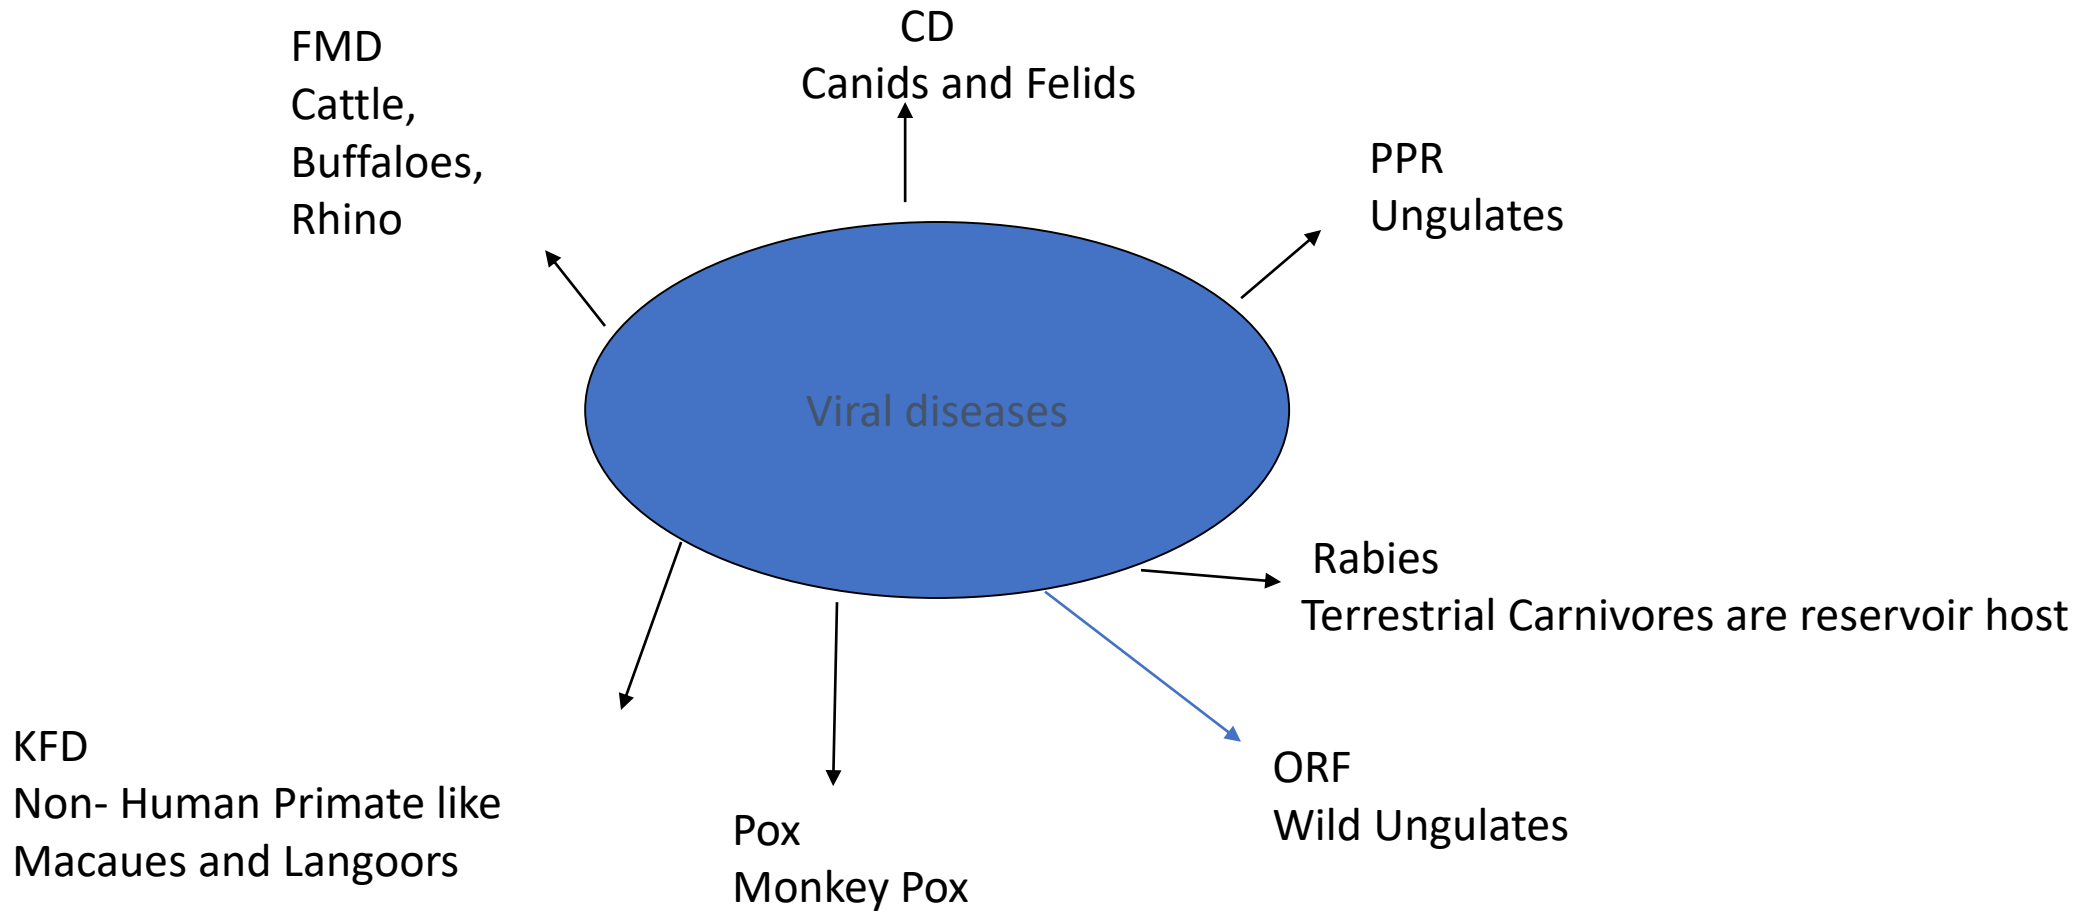 FMD
Cattle,
Buffaloes,
Rhino
CD
Canids and Felids
PPR
Ungulates
Viral diseases
Rabies
Terrestrial Carnivores are reservoir host
KFD
Non- Human Primate like
Macaues and Langoors
Pox
Monkey Pox
ORF
Wild Ungulates